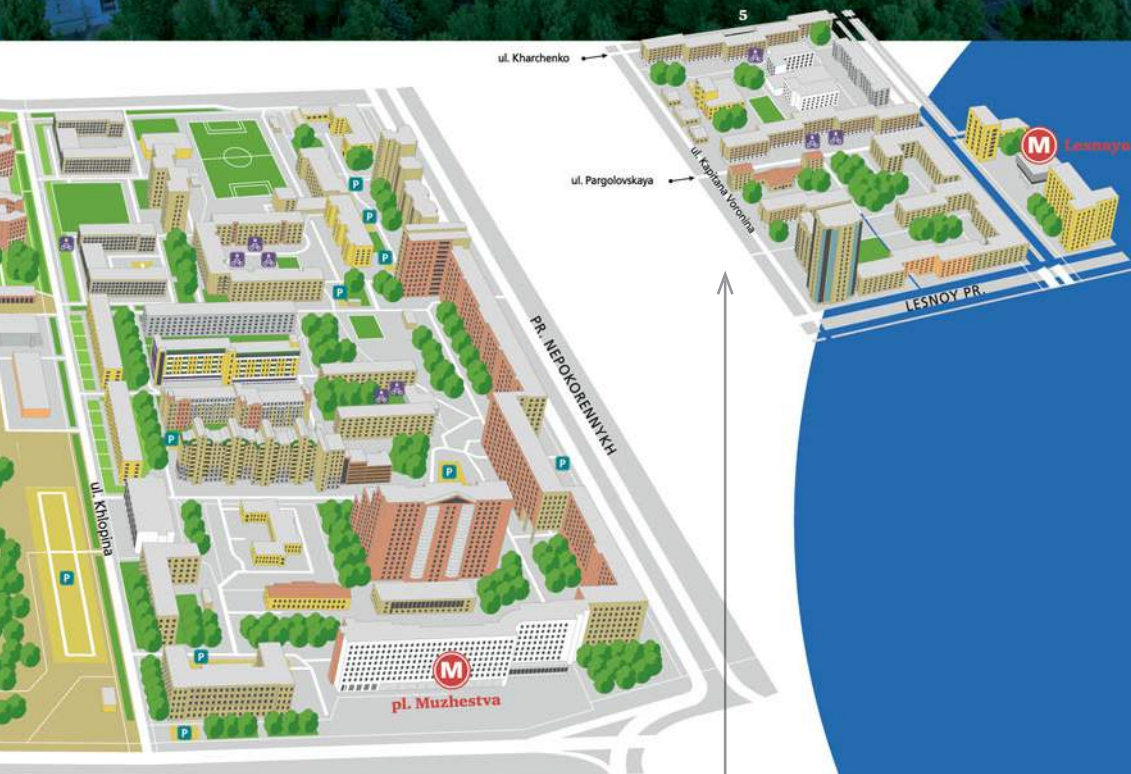 5
ul. Kharchenko
M Lesnaya
ul. Pargolovskaya
ul. Kapitana Voronina
LESNOY PR.
PR. NEPOKORENNYKH
P
P
P
P
P
P
P
ul. Khlopina
P
P
M
pl. Muzhestva
P